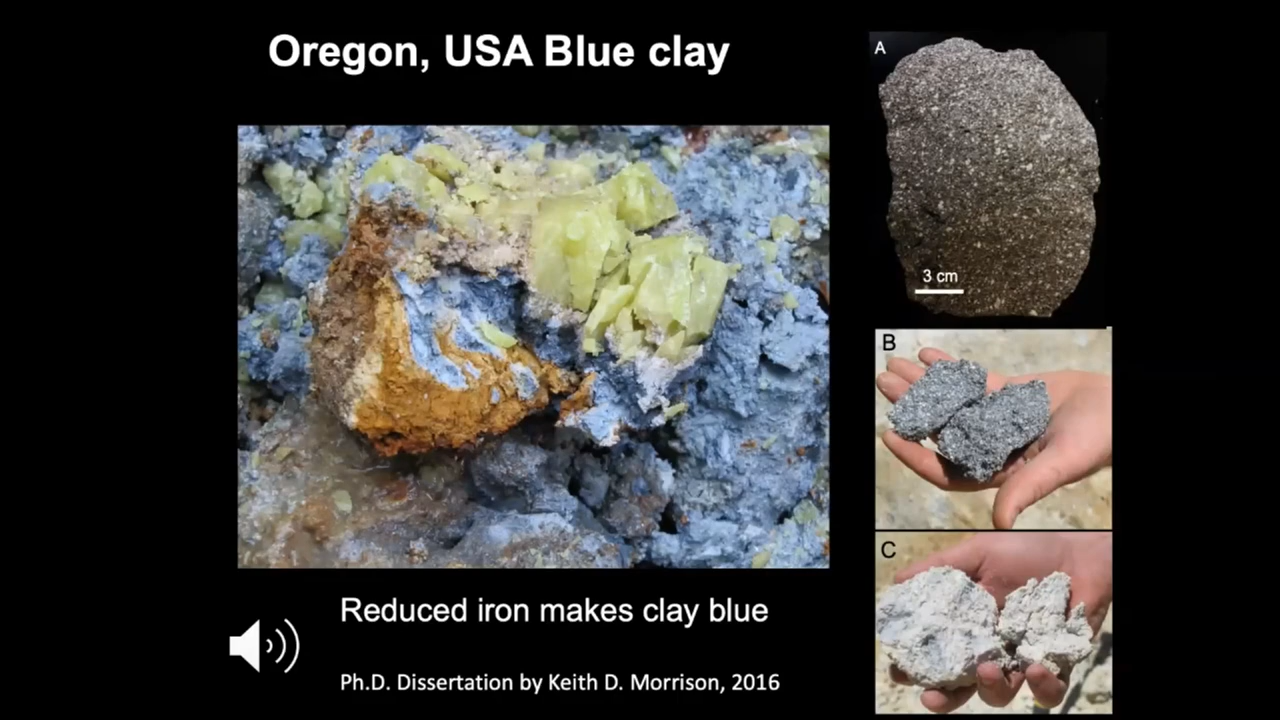 Oregon, USA Blue clay
A
3 cm
B
C
Reduced iron makes clay blue
Ph.D. Dissertation by Keith D. Morrison, 2016